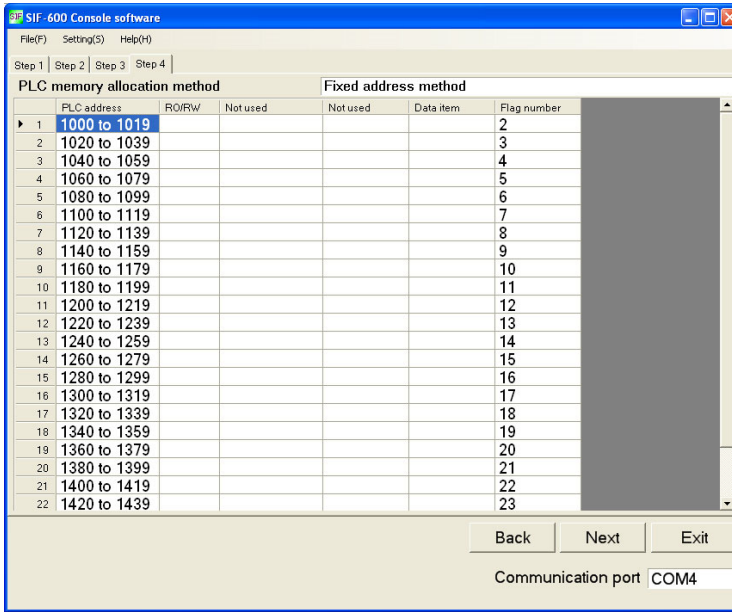 SIF SIF-600 Console software
File(F) Setting(S) Help(H)
Step 1 Step 2 Step 3 Step 4
PLC memory allocation method Fixed address method
PLC address RO/RW Not used Not used Data item Flag number
1 1000 to 1019 2
2 1020 to 1039 3
3 1040 to 1059 4
4 1060 to 1079 5
5 1080 to 1099 6
6 1100 to 1119 7
7 1120 to 1139 8
8 1140 to 1159 9
9 1160 to 1179 10
10 1180 to 1199 11
11 1200 to 1219 12
12 1220 to 1239 13
13 1240 to 1259 14
14 1260 to 1279 15
15 1280 to 1299 16
16 1300 to 1319 17
17 1320 to 1339 18
18 1340 to 1359 19
19 1360 to 1379 20
20 1380 to 1399 21
21 1400 to 1419 22
22 1420 to 1439 23
Back Next Exit
Communication port COM4